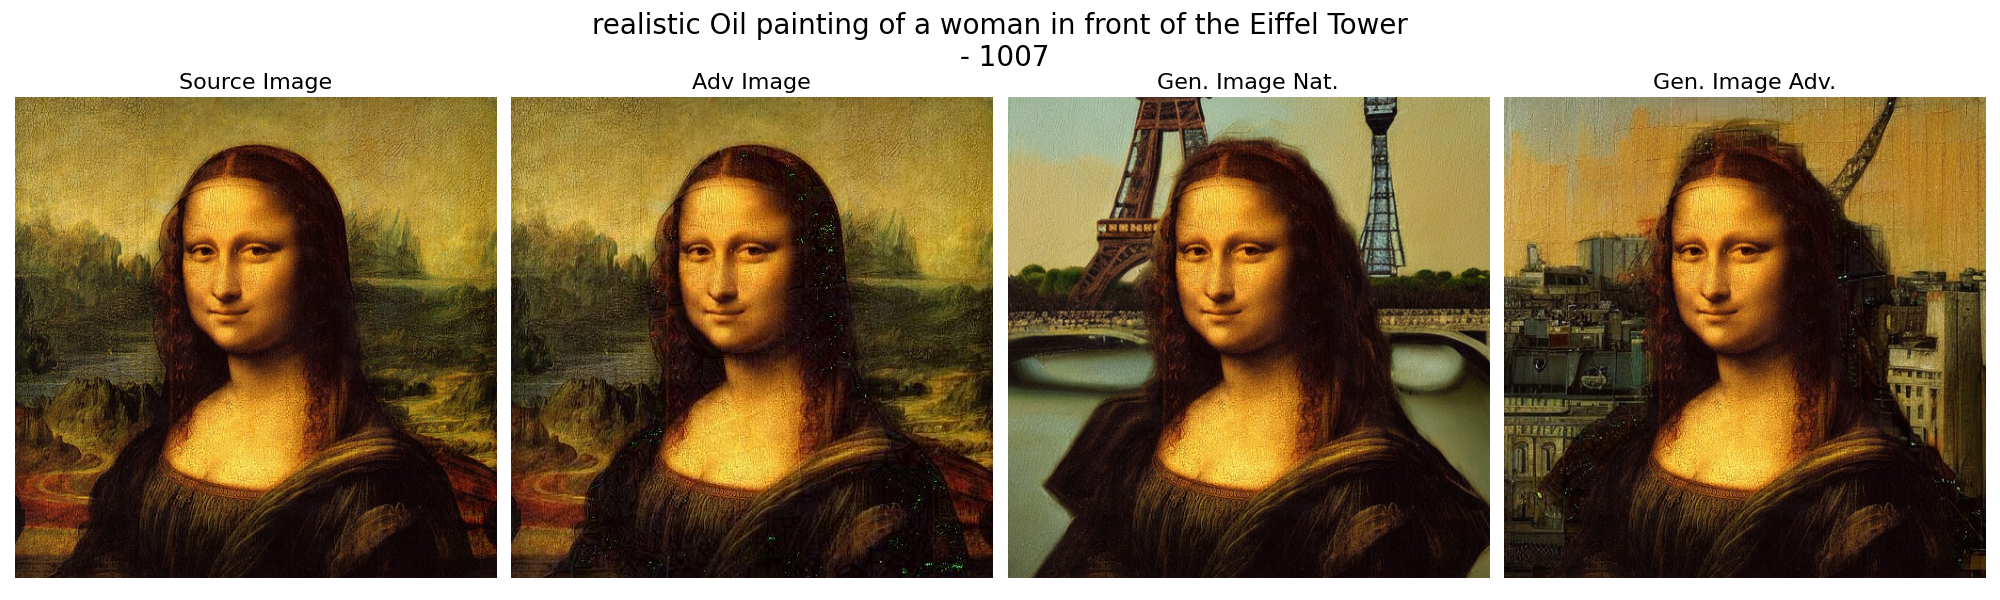 realistic Oil painting of a woman in front of the Eiffel Tower
- 1007
Source Image
Adv Image
Gen. Image Nat.
Gen. Image Adv.